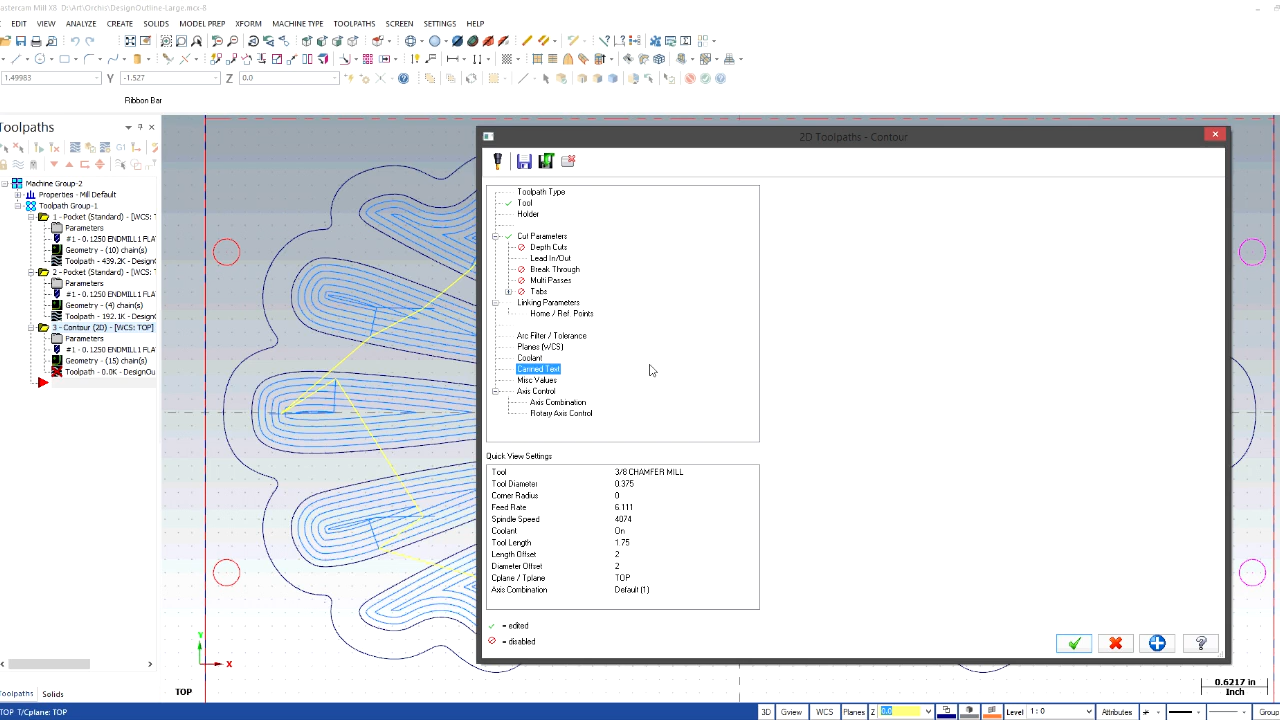 astercam Mill X8 D:\Art\Orchis\DesignOutline-Large.mcx-8
EDIT VIEW ANALYZE CREATE SOLIDS MODEL PREP XFORM MACHINE TYPE TOOLPATHS SCREEN SETTINGS HELP
1.49983 Y -1.527 Z 0.0
Ribbon Bar
Toolpaths
G1
Machine Group-2
Properties - Mill Default
Toolpath Group-1
1 - Pocket (Standard) - [WCS:
Parameters
#1 - 0.1250 ENDMILL1 FLA
Geometry - (10) chain(s)
Toolpath - 439.2K - DesignOu
2 - Pocket (Standard) - [WCS:
Parameters
#1 - 0.1250 ENDMILL1 FLA
Geometry - (4) chain(s)
Toolpath - 192.1K - DesignOu
3 - Contour (2D) - [WCS: TOP]
Parameters
#1 - 0.1250 ENDMILL1 FLA
Geometry - (15) chain(s)
Toolpath - 0.0K - DesignOu
Toolpaths Solids
Y
X
TOP
2D Toolpaths - Contour
Toolpath Type
Tool
Holder
Cut Parameters
Depth Cuts
Lead In/Out
Break Through
Multi Passes
Tabs
Linking Parameters
Home / Ref. Points
Arc Filter / Tolerance
Planes (WCS)
Coolant
Canned Text
Misc Values
Axis Control
Axis Combination
Rotary Axis Control
Quick View Settings
Tool 3/8 CHAMFER MILL
Tool Diameter 0.375
Corner Radius 0
Feed Rate 6.111
Spindle Speed 4074
Coolant On
Tool Length 1.75
Length Offset 2
Diameter Offset 2
Cplane / Tplane TOP
Axis Combination Default (1)
= edited
= disabled
0.6217 in
Inch
TOP T/Cplane: TOP
3D Gview WCS Planes Z 0.0 Level 1 : 0 Attributes Group